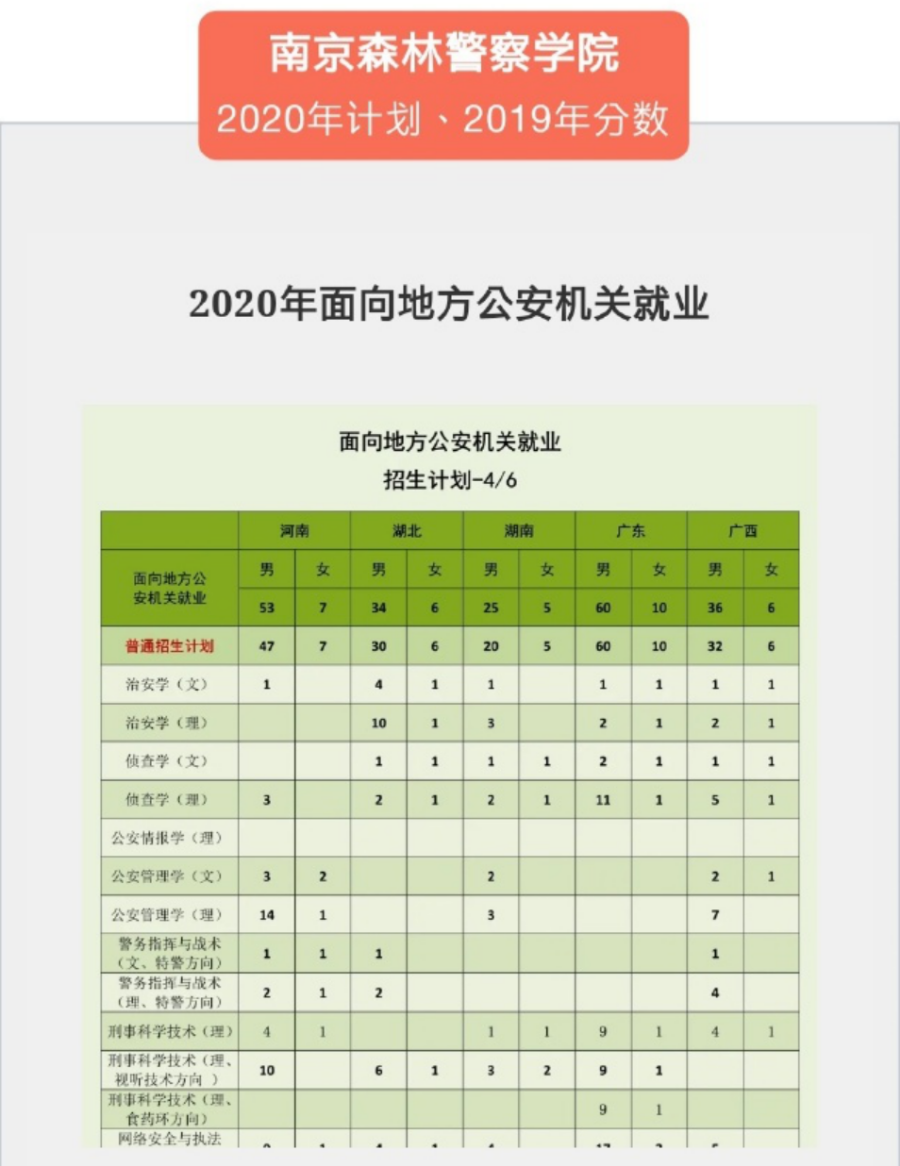 南京森林警察学院
2020年计划、2019年分数
2020年面向地方公安机关就业
面向地方公安机关就业
招生计划-4/6
河南 湖北 湖南 广东 广西
面向地方公安机关就业 男 女 男 女 男 女 男 女 男 女
53 7 34 6 25 5 60 10 36 6
普通招生计划 47 7 30 6 20 5 60 10 32 6
治安学（文） 1 4 1 1 1 1 1 1
治安学（理） 10 1 3 2 1 2 1
侦查学（文） 1 1 1 1 2 1 1 1
侦查学（理） 3 2 1 2 1 11 1 5 1
公安情报学（理）
公安管理学（文） 3 2 2 2 1
公安管理学（理） 14 1 3 7
警务指挥与战术
（文、特警方向） 1 1 1 1
警务指挥与战术
（理、特警方向） 2 1 2 4
刑事科学技术（理） 4 1 1 1 9 1 4 1
刑事科学技术（理、
视听技术方向 ） 10 6 1 3 2 9 1
刑事科学技术（理、
食药环方向） 9 1
网络安全与执法